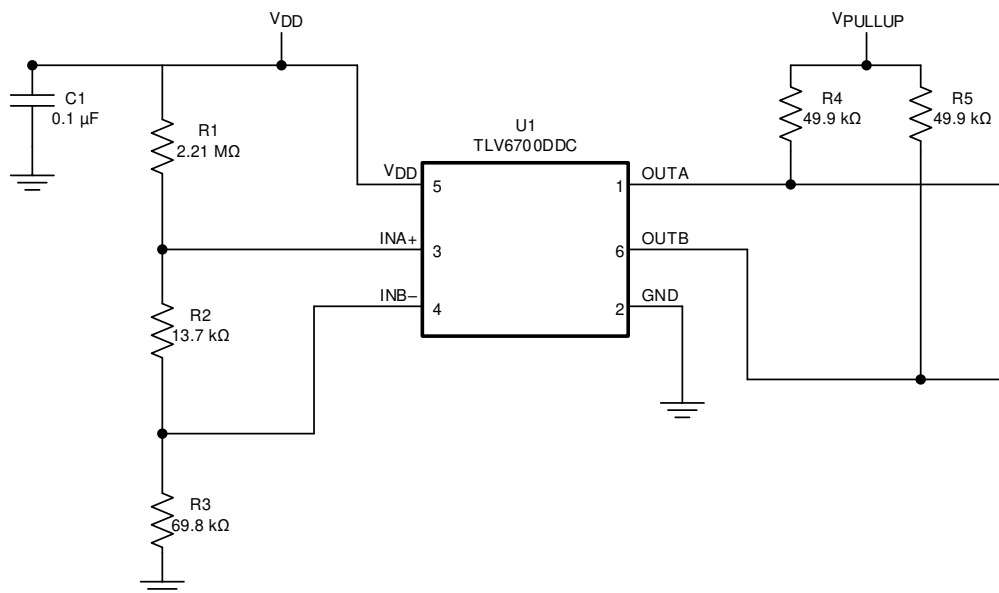 VDD
VPULLUP
C1
0.1 µF
R1
2.21 MΩ
R4
49.9 kΩ
R5
49.9 kΩ
U1
TLV6700DDC
VDD
5
1
OUTA
INA+
3
6
OUTB
INB–
4
2
GND
R2
13.7 kΩ
R3
69.8 kΩ